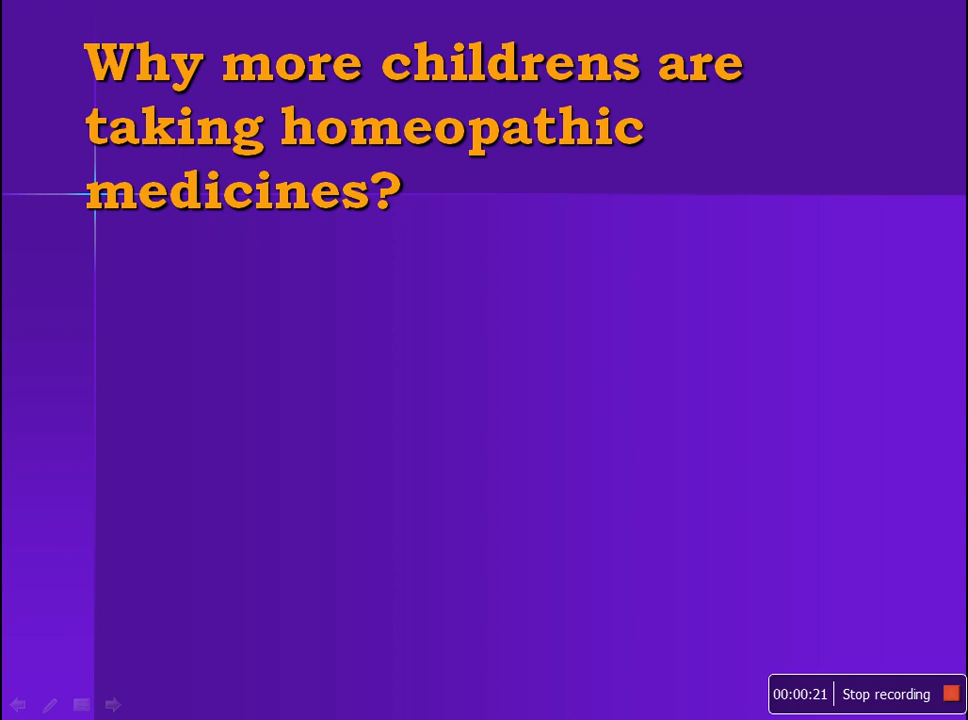 Why more childrens are
taking homeopathic
medicines?
00:00:21 Stop recording